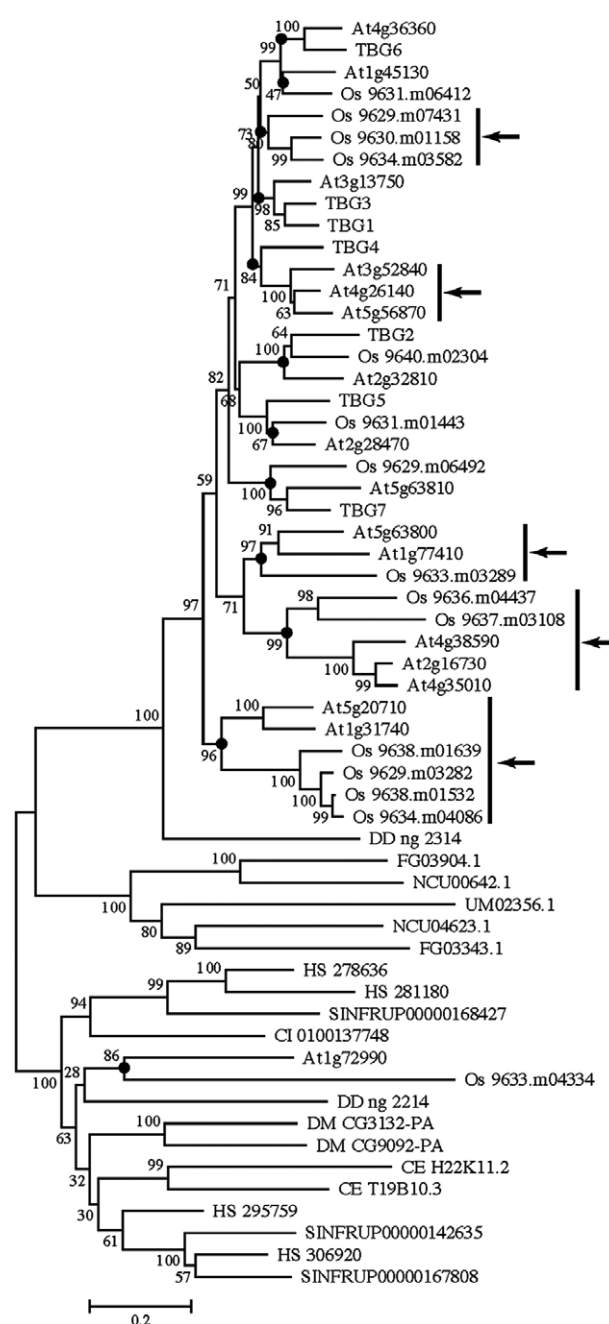 100
At4g36360
99
TBG6
At1g45130
50
47
Os 9631.m06412
Os 9629.m07431
73
80
Os 9630.m01158
99
Os 9634.m03582
At3g13750
99
98
TBG3
85
TBG1
TBG4
84
At3g52840
71
100
At4g26140
63
At5g56870
64
TBG2
100
Os 9640.m02304
82
At2g32810
68
TBG5
100
Os 9631.m01443
67
At2g28470
Os 9629.m06492
59
100
At5g63810
96
TBG7
91
At5g63800
97
At1g77410
Os 9633.m03289
71
98
Os 9636.m04437
97
Os 9637.m03108
99
At4g38590
100
At2g16730
99
At4g35010
100
At5g20710
100
At1g31740
96
Os 9638.m01639
100
Os 9629.m03282
100
Os 9638.m01532
99
Os 9634.m04086
DD ng 2314
100
FG03904.1
NCU00642.1
100
UM02356.1
80
NCU04623.1
89
FG03343.1
100
HS 278636
99
HS 281180
94
SINFRUP00000168427
CI 0100137748
86
At1g72990
28
100
Os 9633.m04334
DD ng 2214
63
100
DM CG3132-PA
DM CG9092-PA
32
99
CE H22K11.2
CE T19B10.3
30
HS 295759
61
SINFRUP00000142635
100
HS 306920
57
SINFRUP00000167808
0.2